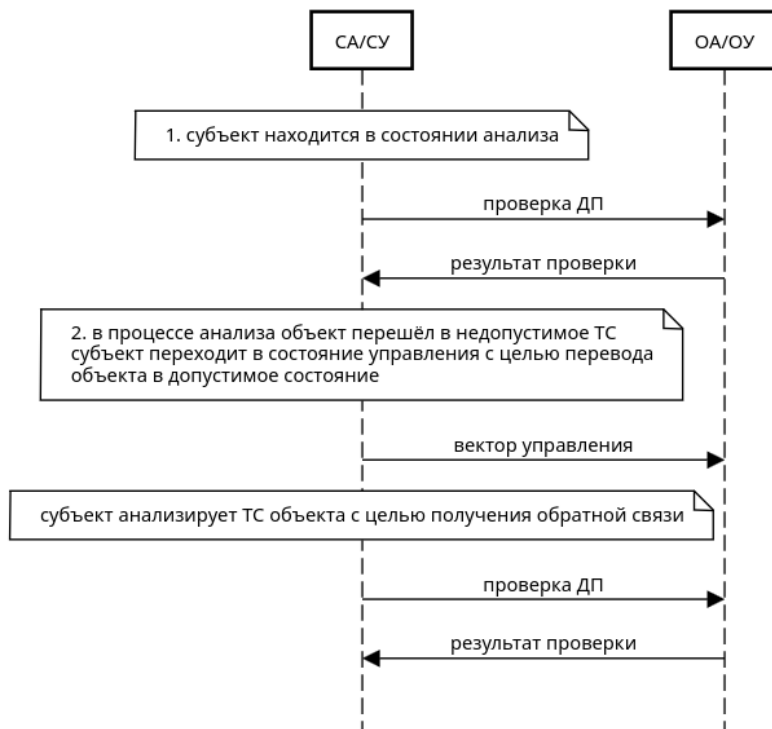 СА/СУ
ОА/ОУ
1. субъект находится в состоянии анализа
проверка ДП
результат проверки
2. в процессе анализа объект перешёл в недопустимое ТС
субъект переходит в состояние управления с целью перевода
объекта в допустимое состояние
вектор управления
субъект анализирует ТС объекта с целью получения обратной связи
проверка ДП
результат проверки